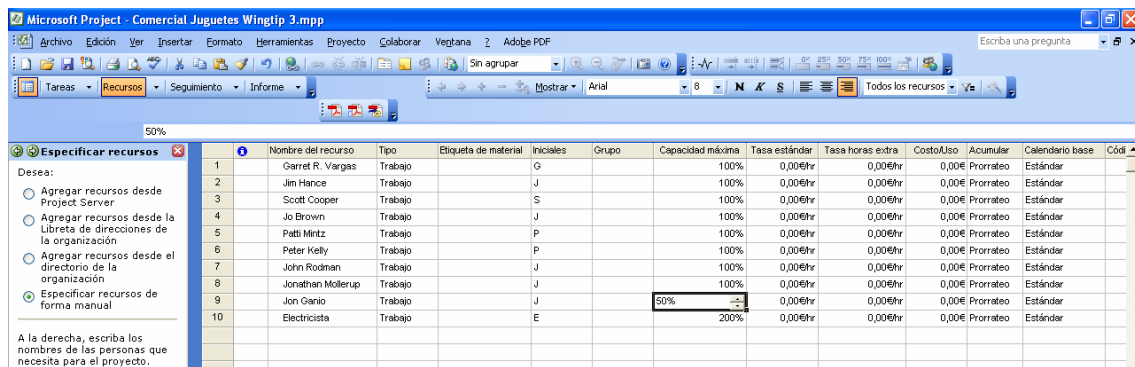 Microsoft Project - Comercial Juguetes Wingtip 3.mpp
Archivo Edición Ver Insertar Formato Herramientas Proyecto Colaborar Ventana ? Adobe PDF Escriba una pregunta
Sin agrupar 0% 25% 50% 75% 100%
Tareas Recursos Seguimiento Informe Mostrar Arial 8 N K S Todos los recursos
50%
Especificar recursos
Desea:
Agregar recursos desde Project Server
Agregar recursos desde la Libreta de direcciones de la organización
Agregar recursos desde el directorio de la organización
Especificar recursos de forma manual
A la derecha, escriba los nombres de las personas que necesita para el proyecto.
Nombre del recurso Tipo Etiqueta de material Iniciales Grupo Capacidad máxima Tasa estándar Tasa horas extra Costo/Uso Acumular Calendario base Códi
1 Garret R. Vargas Trabajo G 100% 0,00€/hr 0,00€/hr 0,00€ Prorrateo Estándar
2 Jim Hance Trabajo J 100% 0,00€/hr 0,00€/hr 0,00€ Prorrateo Estándar
3 Scott Cooper Trabajo S 100% 0,00€/hr 0,00€/hr 0,00€ Prorrateo Estándar
4 Jo Brown Trabajo J 100% 0,00€/hr 0,00€/hr 0,00€ Prorrateo Estándar
5 Patti Mintz Trabajo P 100% 0,00€/hr 0,00€/hr 0,00€ Prorrateo Estándar
6 Peter Kelly Trabajo P 100% 0,00€/hr 0,00€/hr 0,00€ Prorrateo Estándar
7 John Rodman Trabajo J 100% 0,00€/hr 0,00€/hr 0,00€ Prorrateo Estándar
8 Jonathan Mollerup Trabajo J 100% 0,00€/hr 0,00€/hr 0,00€ Prorrateo Estándar
9 Jon Ganio Trabajo J 50% 0,00€/hr 0,00€/hr 0,00€ Prorrateo Estándar
10 Electricista Trabajo E 200% 0,00€/hr 0,00€/hr 0,00€ Prorrateo Estándar